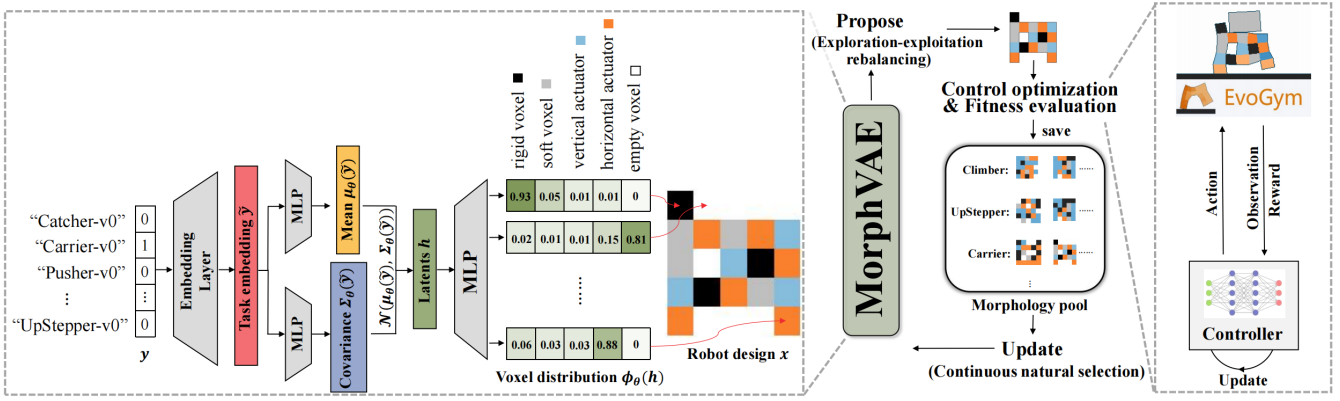 “Catcher-v0”
“Carrier-v0”
“Pusher-v0”
⋮
“UpStepper-v0”
0
1
0
⋮
0
y
Embedding
Layer
Task embedding ỹ
MLP
MLP
Mean μθ(ỹ)
Covariance Σθ(ỹ)
𝒩(μθ(ỹ), Σθ(ỹ))
Latents h
MLP
rigid voxel
soft voxel
vertical actuator
horizontal actuator
empty voxel
0.93 0.05 0.01 0.01 0
0.02 0.01 0.01 0.15 0.81
......
0.06 0.03 0.03 0.88 0
Voxel distribution ϕθ(h)
Robot design x
MorphVAE
Propose
(Exploration-exploitation
rebalancing)
Control optimization
& Fitness evaluation
save
Climber: ......
UpStepper: ......
Carrier: ......
⋮
Morphology pool
Update
(Continuous natural selection)
EvoGym
Action
Observation
Reward
Controller
Update